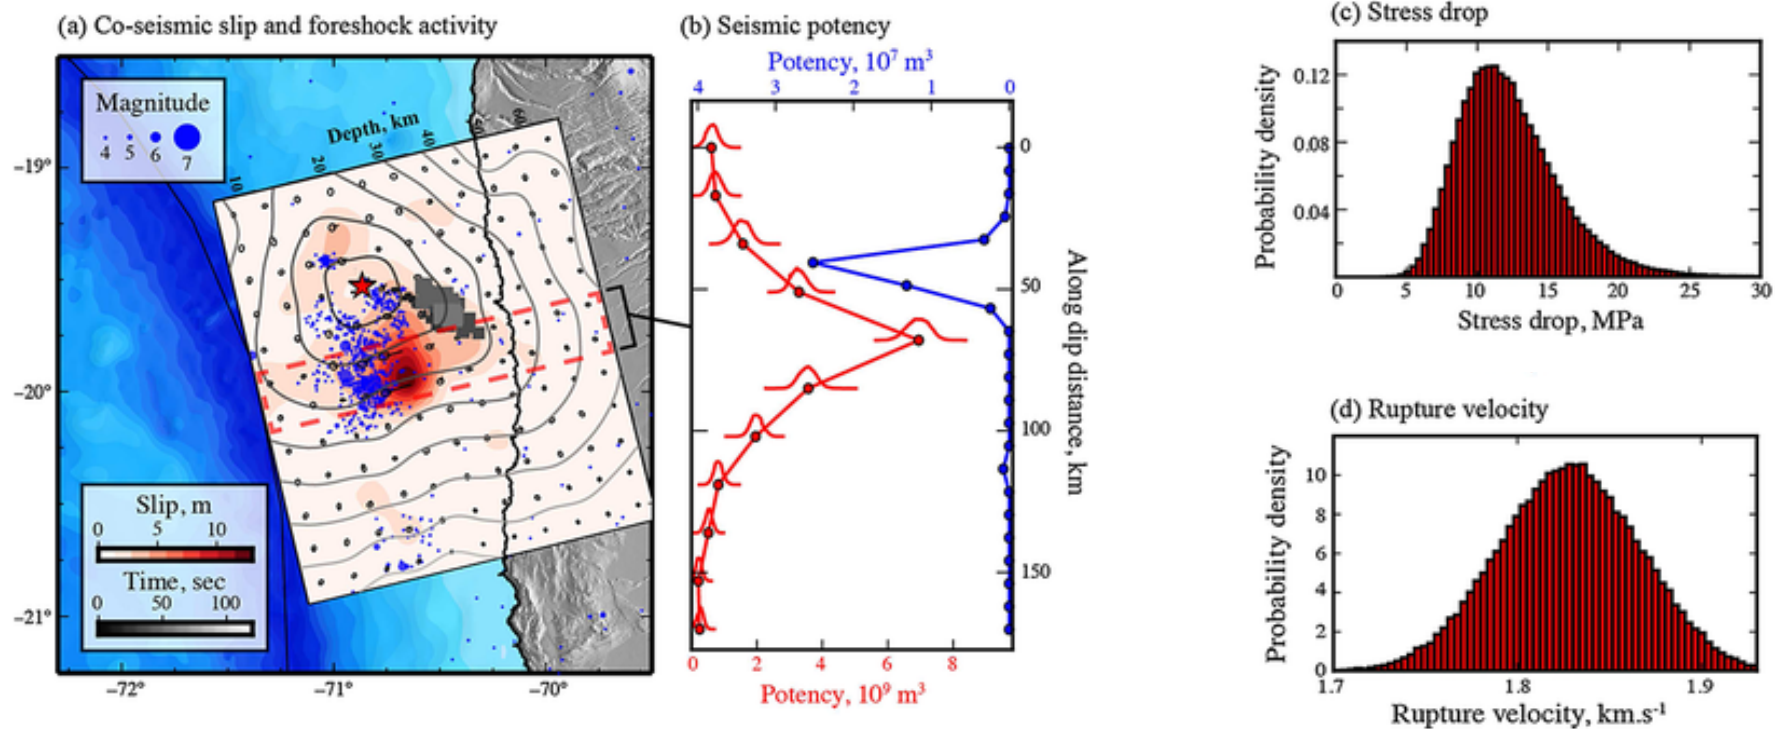 (a) Co-seismic slip and foreshock activity
Magnitude
4 5 6 7
Depth, km
10 20 30 40 50 60
−19°
−20°
−21°
Slip, m
0 5 10
Time, sec
0 50 100
−72° −71° −70°
(b) Seismic potency
Potency, 10⁷ m³
4 3 2 1 0
0
50
100
150
Along dip distance, km
0 2 4 6 8
Potency, 10⁹ m³
(c) Stress drop
Probability density
0.12
0.08
0.04
0 5 10 15 20 25 30
Stress drop, MPa
(d) Rupture velocity
Probability density
10
8
6
4
2
0
1.7 1.8 1.9
Rupture velocity, km.s⁻¹